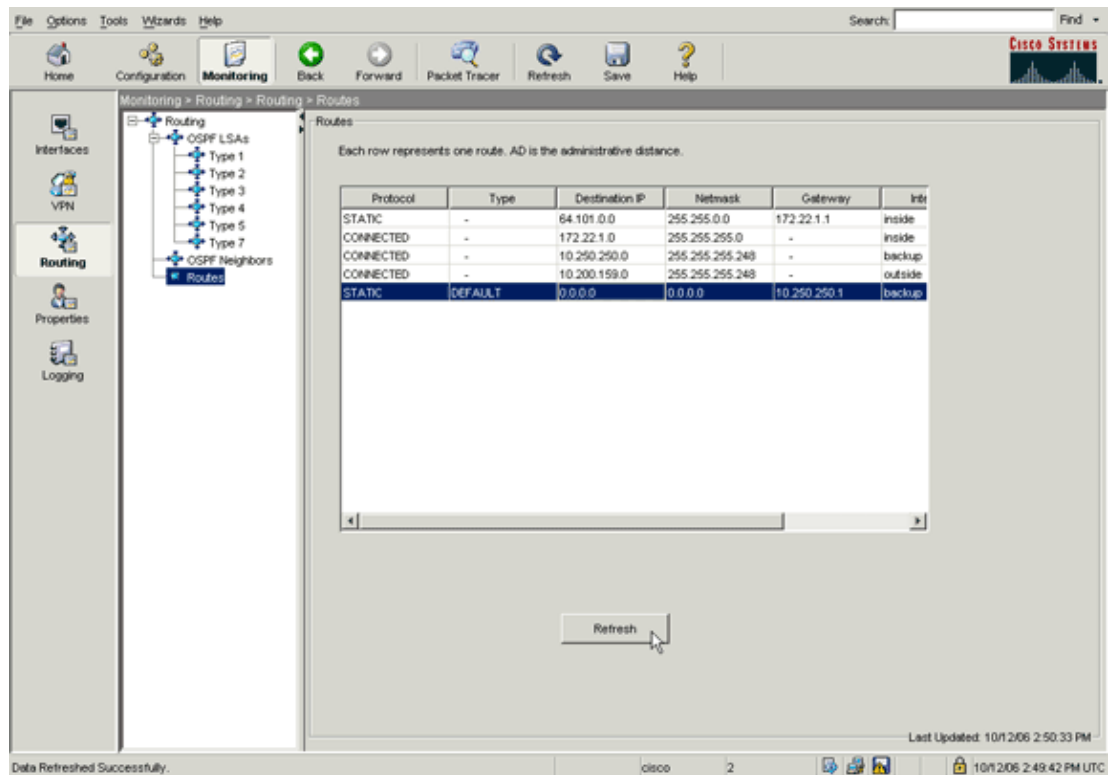 File Options Tools Wizards Help Search: Find
Home Configuration Monitoring Back Forward Packet Tracer Refresh Save Help
CISCO SYSTEMS
Monitoring > Routing > Routing > Routes
Interfaces
VPN
Routing
Properties
Logging
Routing
OSPF LSAs
Type 1
Type 2
Type 3
Type 4
Type 5
Type 7
OSPF Neighbors
Routes
Routes
Each row represents one route. AD is the administrative distance.
Protocol Type Destination IP Netmask Gateway Inte
STATIC - 64.101.0.0 255.255.0.0 172.22.1.1 inside
CONNECTED - 172.22.1.0 255.255.255.0 - inside
CONNECTED - 10.250.250.0 255.255.255.248 - backup
CONNECTED - 10.200.159.0 255.255.255.248 - outside
STATIC DEFAULT 0.0.0.0 0.0.0.0 10.250.250.1 backup
Refresh
Last Updated: 10/12/06 2:50:33 PM
Data Refreshed Successfully. cisco 2 10/12/06 2:49:42 PM UTC